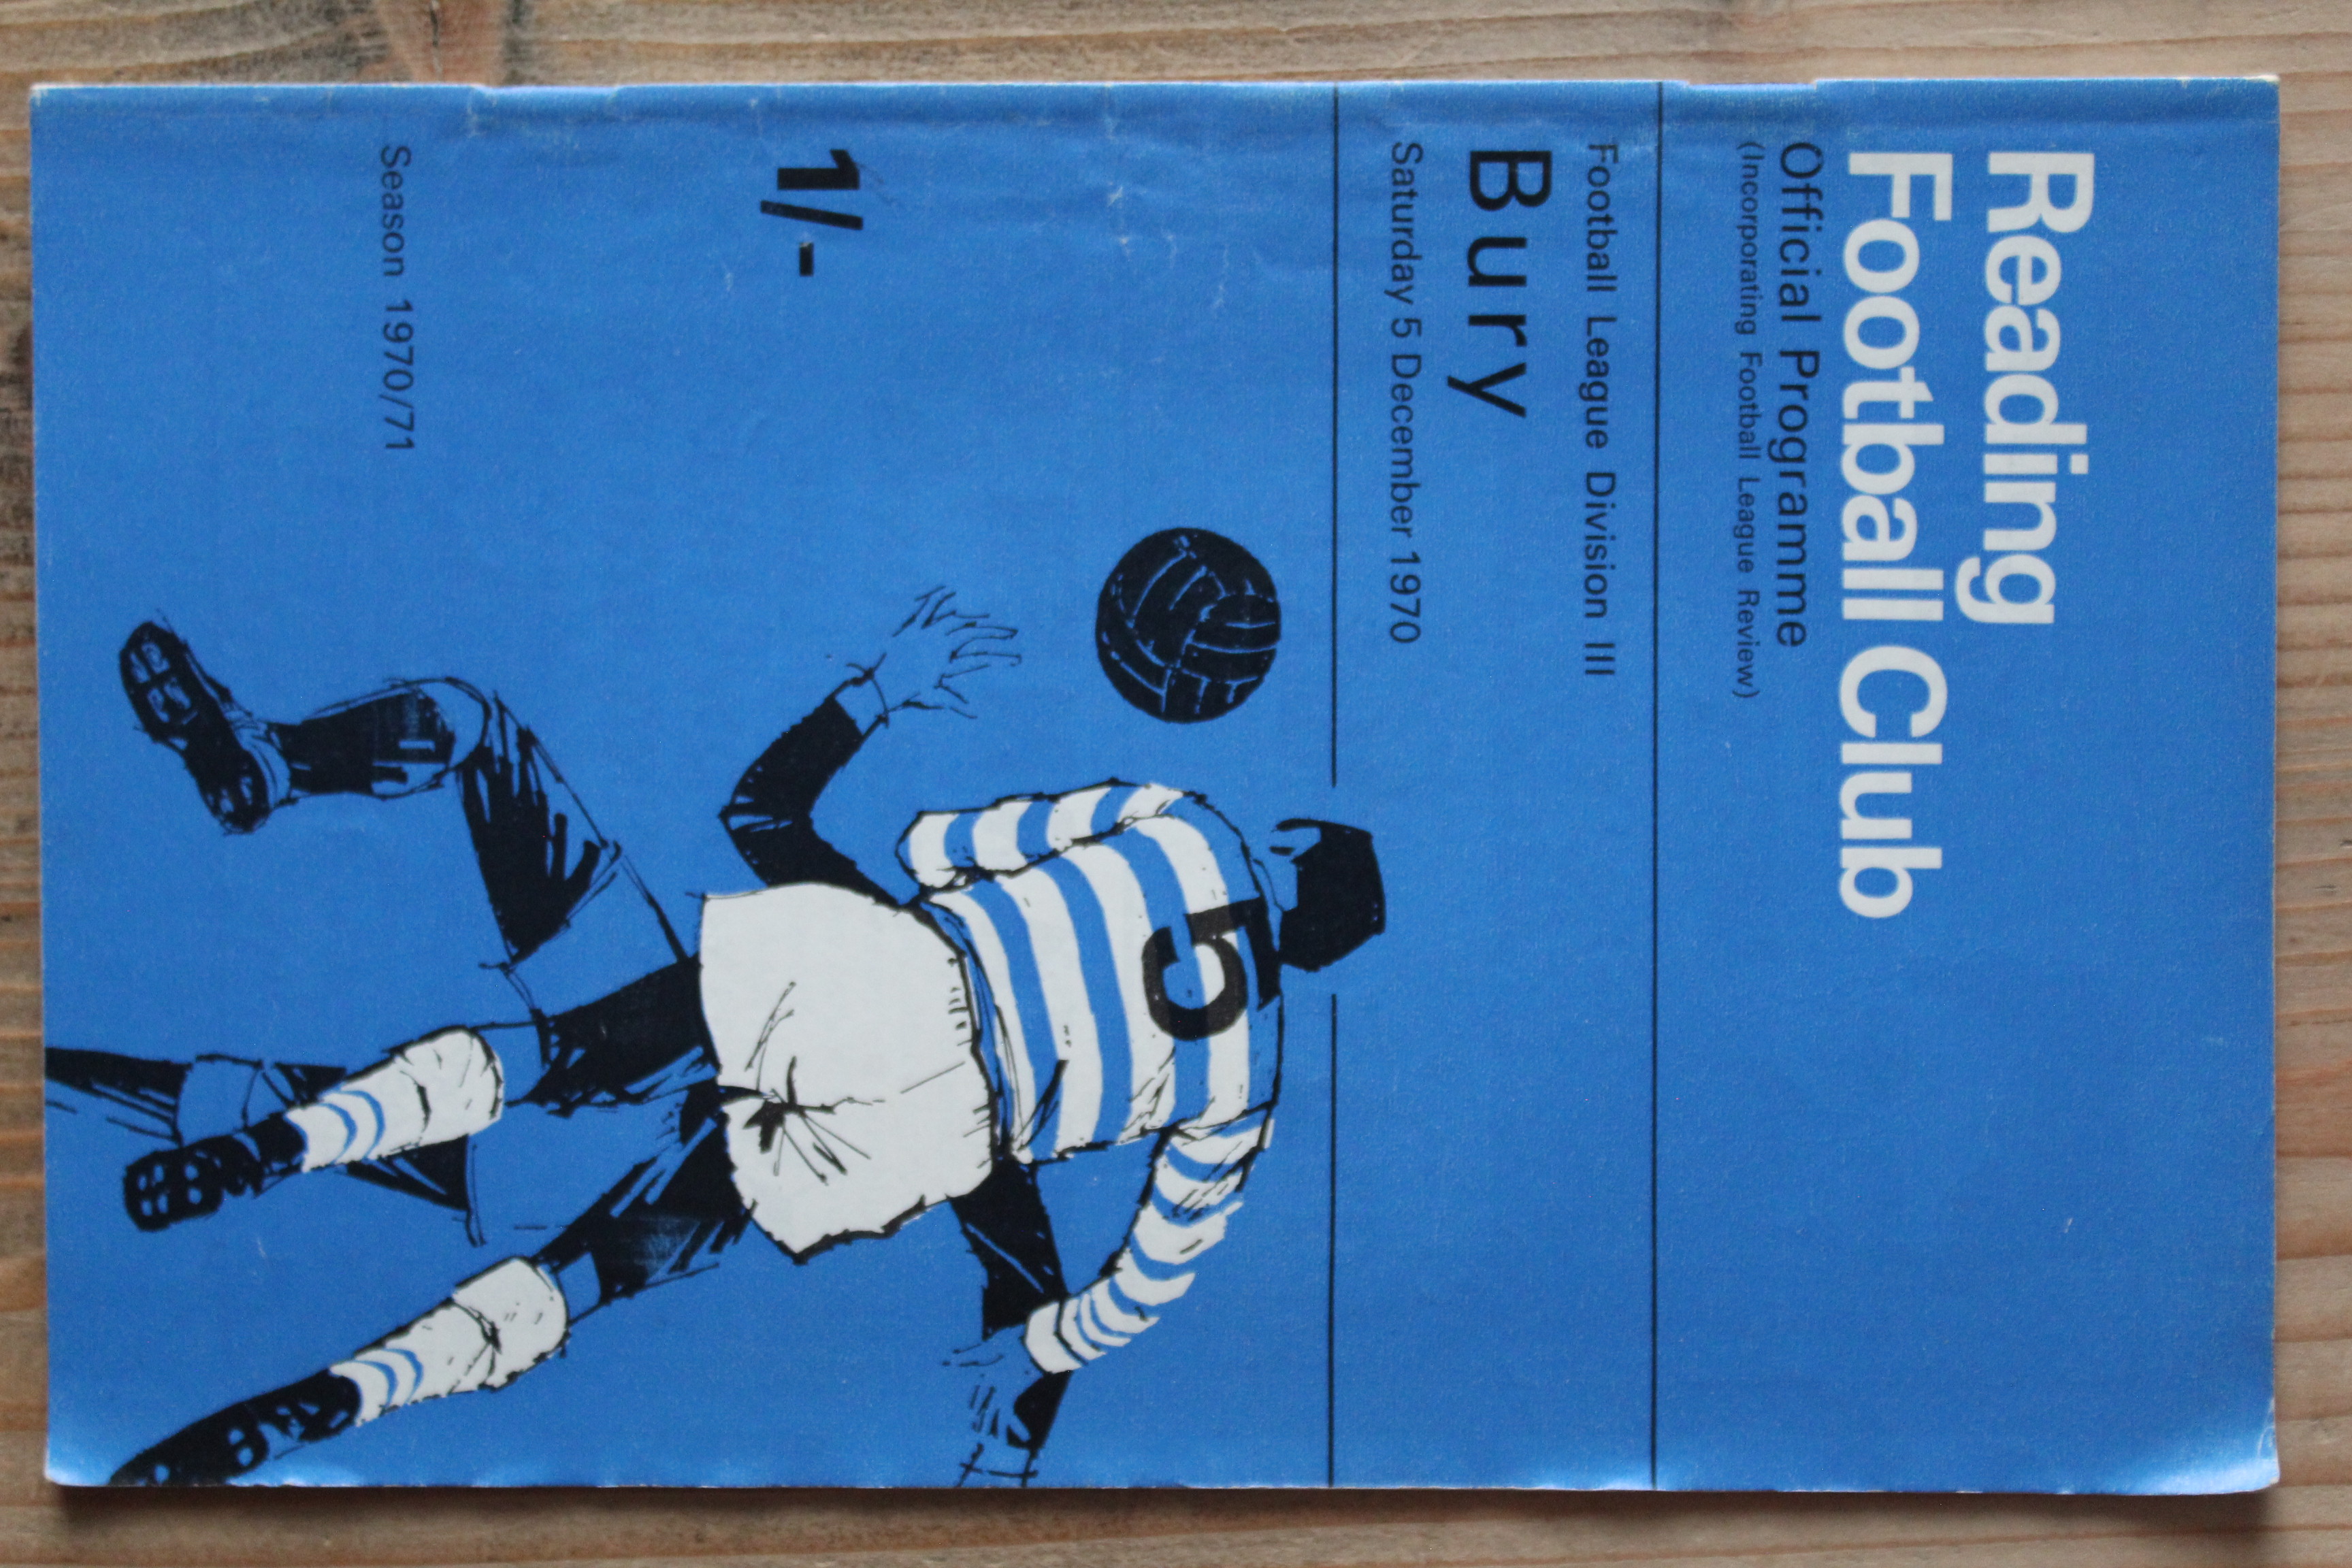 Reading
Football Club
Official Programme
(Incorporating Football League Review)
Football League Division III
Bury
Saturday 5 December 1970
5
1/-
Season 1970/71